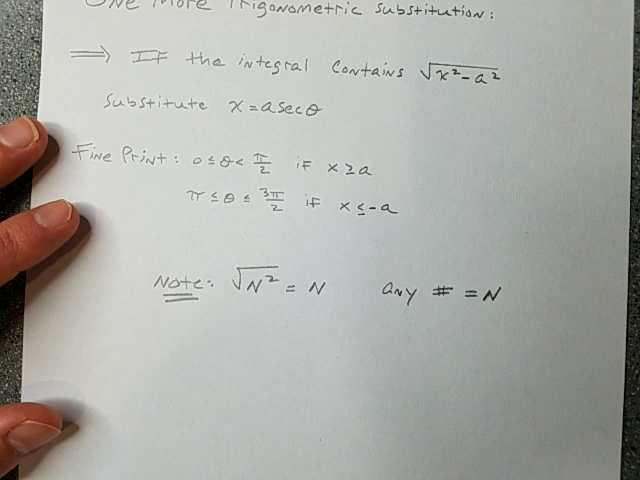 One More Trigonometric Substitution:
⟹ If the integral Contains √(x²-a²)
Substitute x = a sec θ
Fine Print: 0 ≤ θ < π/2 if x ≥ a
π ≤ θ ≤ 3π/2 if x ≤ -a
Note: √(N²) = N any # = N